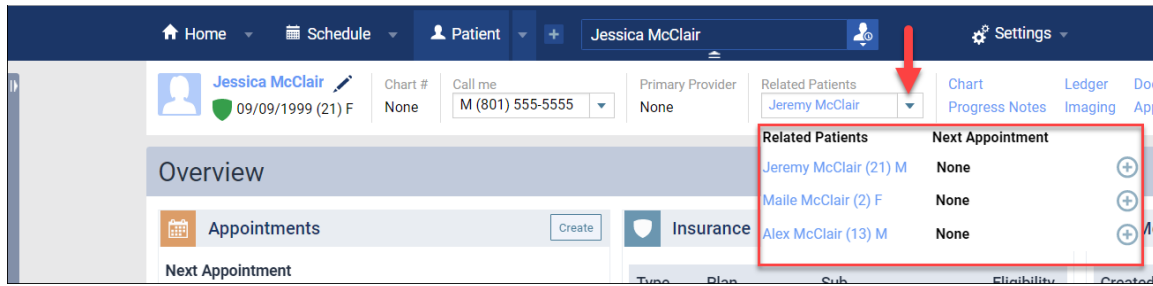 Home Schedule Patient + Jessica McClair Settings
Jessica McClair Chart # Call me Primary Provider Related Patients Chart Ledger
09/09/1999 (21) F None M (801) 555-5555 None Jeremy McClair Progress Notes Imaging
Related Patients Next Appointment
Overview
Jeremy McClair (21) M None
Maile McClair (2) F None
Alex McClair (13) M None
Appointments Create Insurance
Next Appointment
Type Plan Sub Eligibility Created